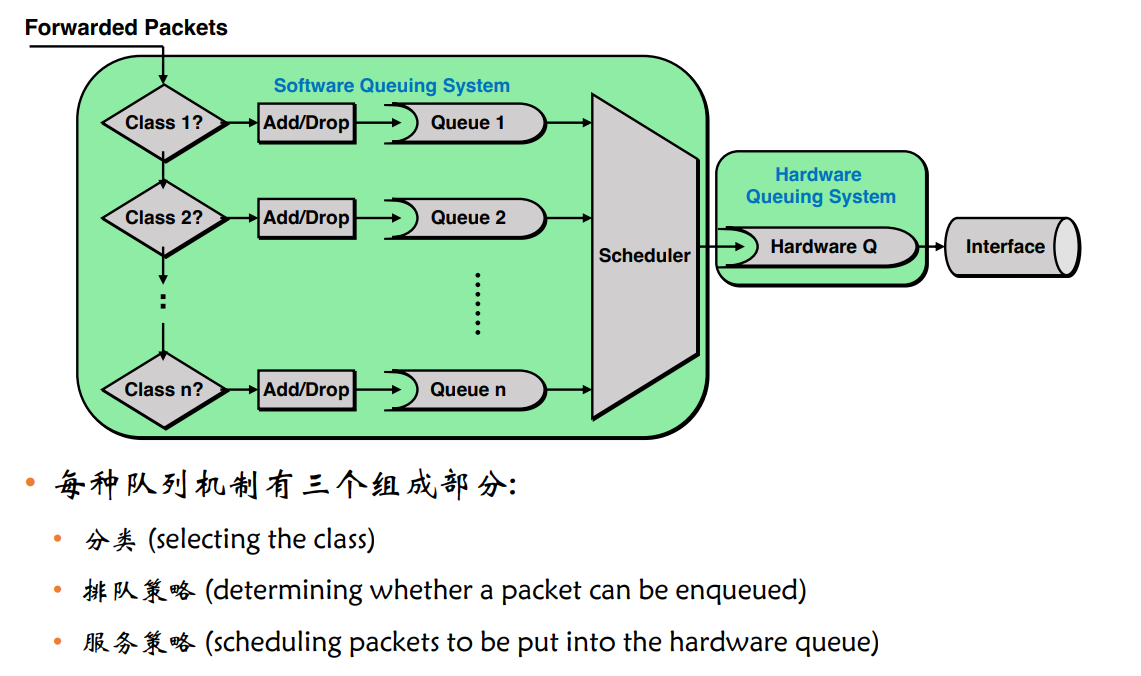 Forwarded Packets
Software Queuing System
Class 1?
Add/Drop
Queue 1
Class 2?
Add/Drop
Queue 2
Scheduler
Class n?
Add/Drop
Queue n
Hardware
Queuing System
Hardware Q
Interface
• 每种队列机制有三个组成部分:
• 分类 (selecting the class)
• 排队策略 (determining whether a packet can be enqueued)
• 服务策略 (scheduling packets to be put into the hardware queue)